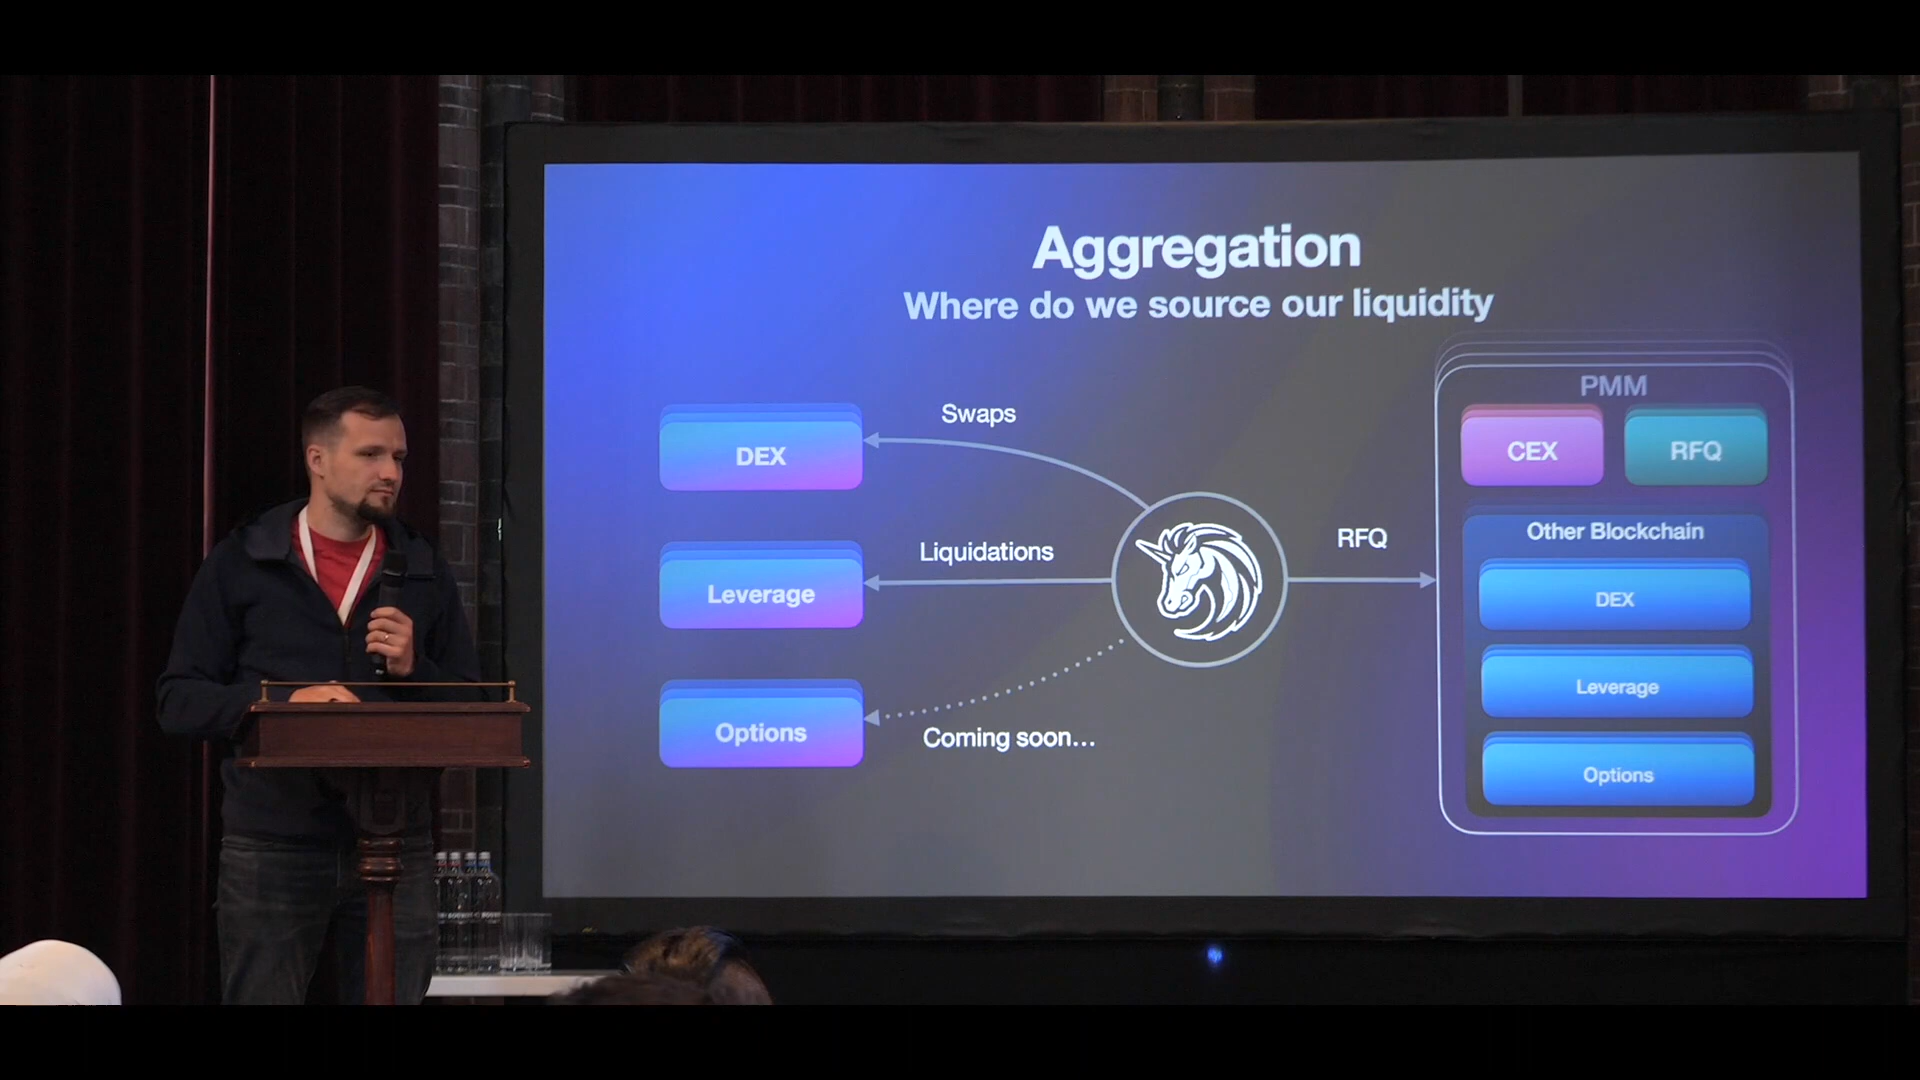 Aggregation
Where do we source our liquidity
DEX
Swaps
Leverage
Liquidations
Options
Coming soon...
RFQ
PMM
CEX
RFQ
Other Blockchain
DEX
Leverage
Options